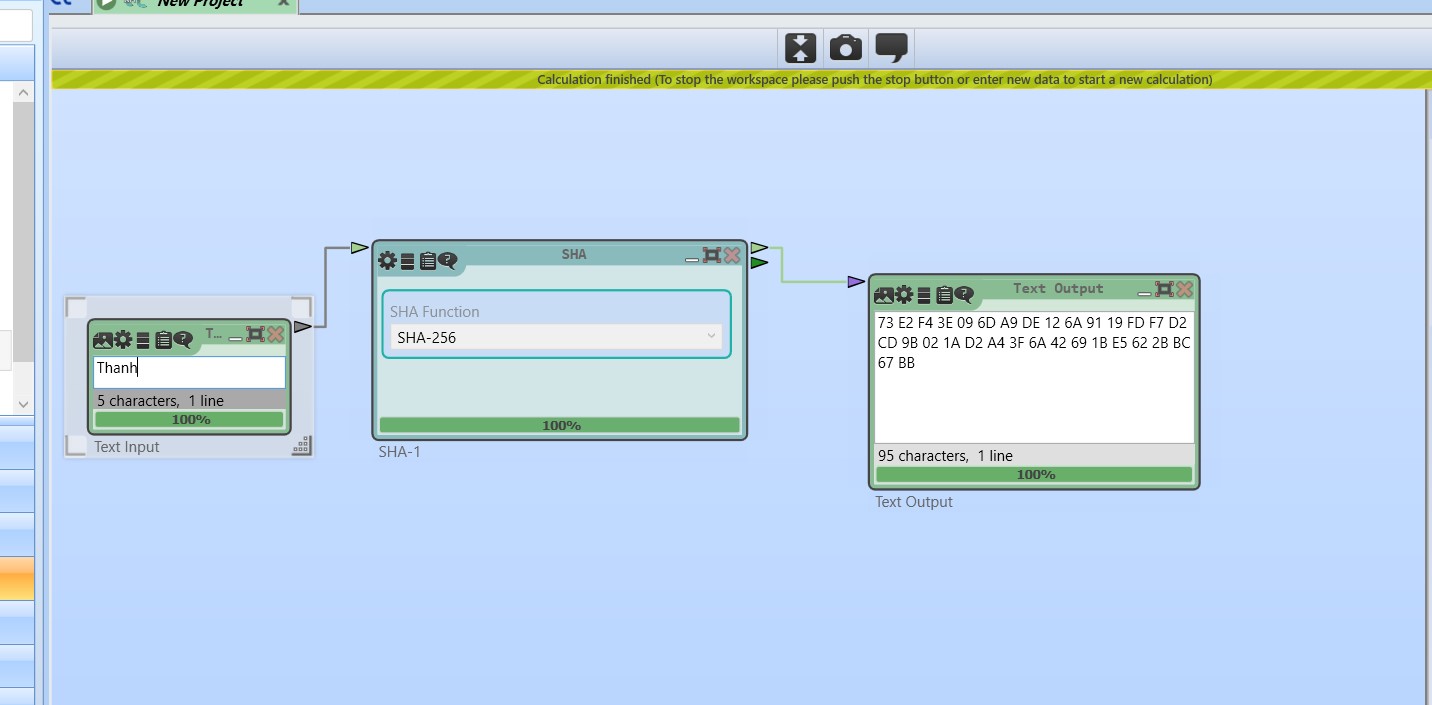 New Project
Calculation finished (To stop the workspace please push the stop button or enter new data to start a new calculation)
SHA
SHA Function
SHA-256
100%
SHA-1
T...
Thanh
5 characters, 1 line
100%
Text Input
Text Output
73 E2 F4 3E 09 6D A9 DE 12 6A 91 19 FD F7 D2
CD 9B 02 1A D2 A4 3F 6A 42 69 1B E5 62 2B BC
67 BB
95 characters, 1 line
100%
Text Output